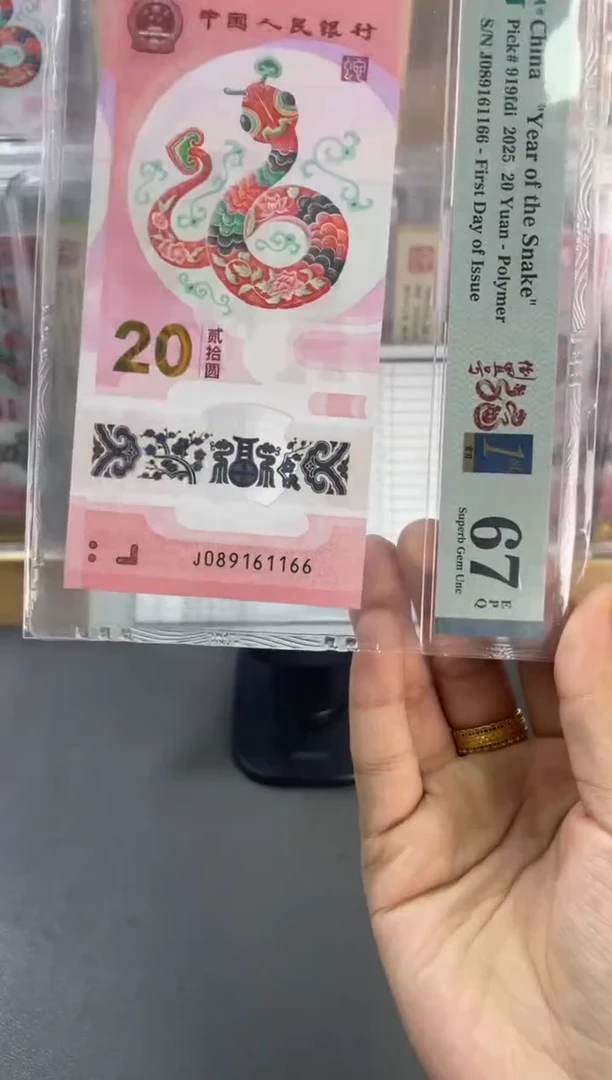 中国人民银行
20
贰拾圆
J089161166
China "Year of the Snake"
Pick# 919fdi 2025 20 Yuan - Polymer
S/N J089161166 - First Day of Issue
1st
67
EPQ
Superb Gem Unc